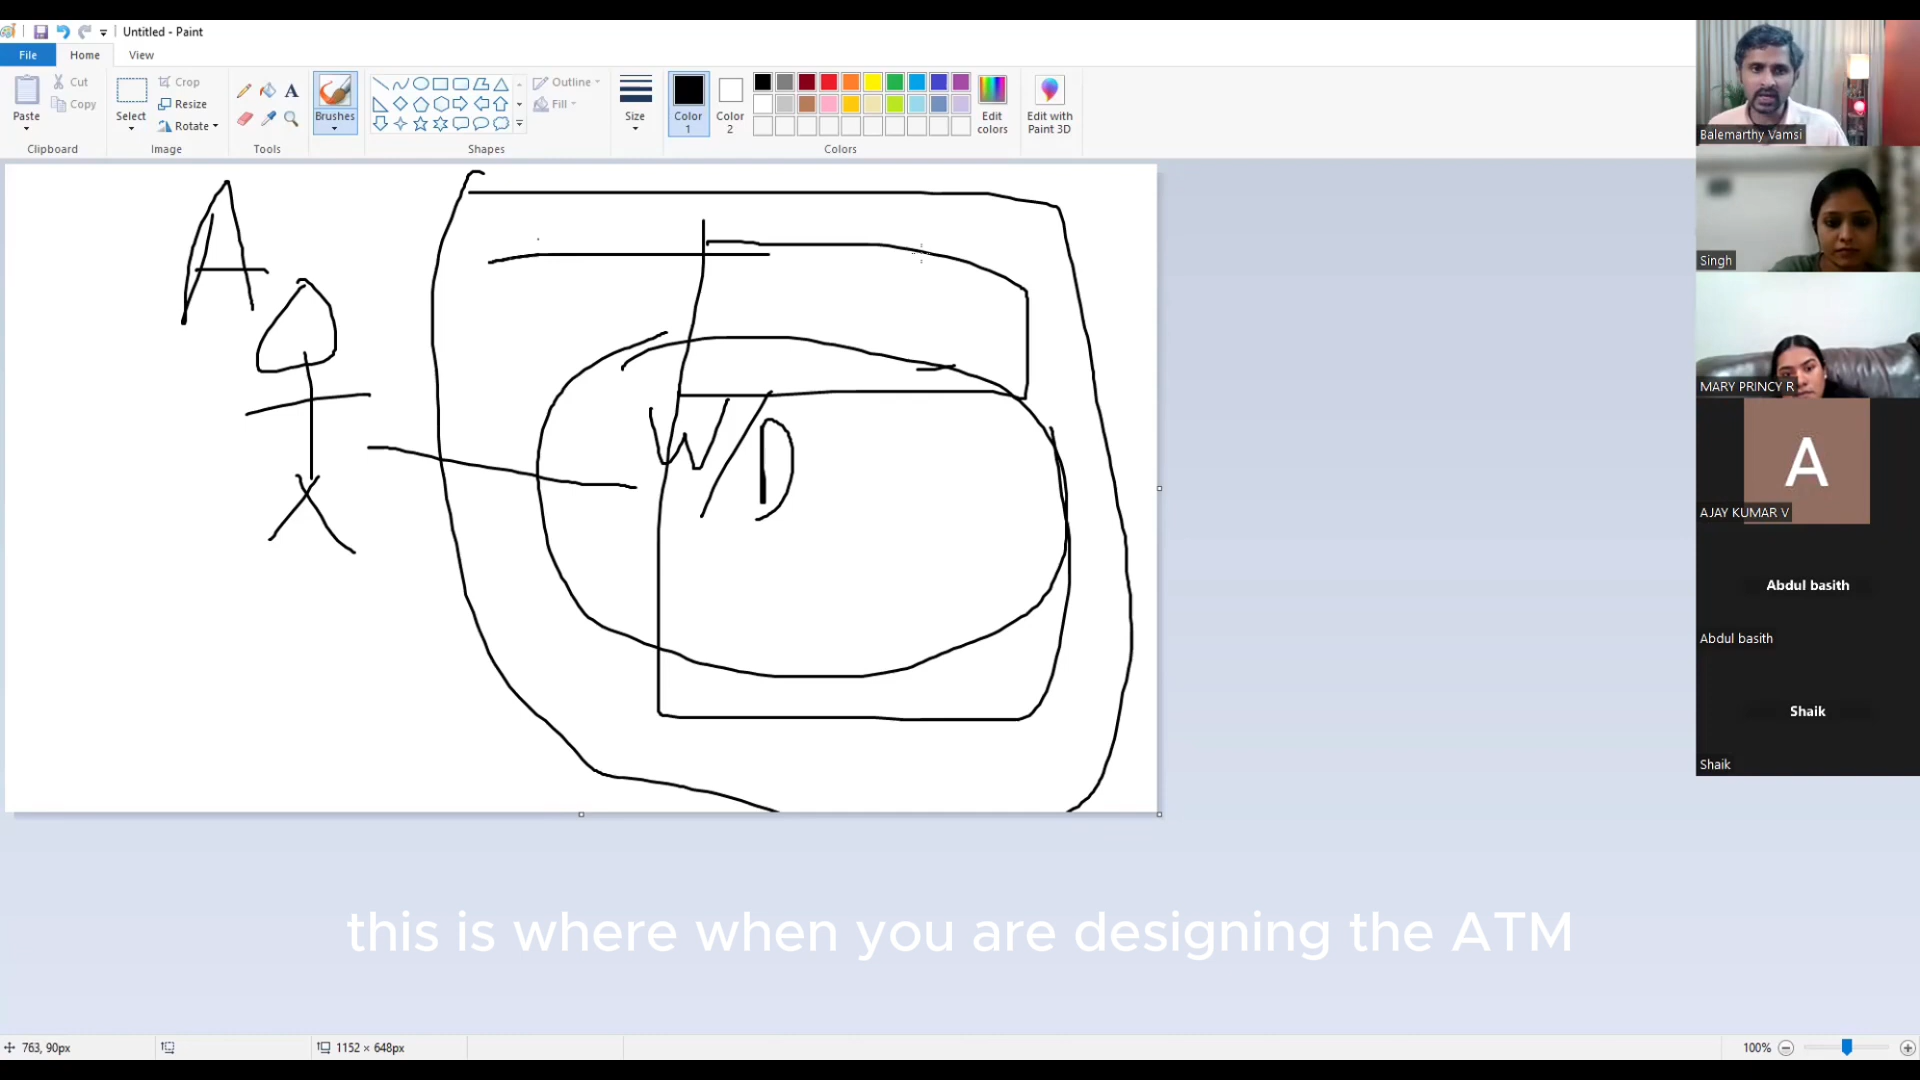 Untitled - Paint
File
Home
View
Paste
Cut
Copy
Clipboard
Select
Crop
Resize
Rotate
Image
Tools
Brushes
Shapes
Outline
Fill
Size
Color
1
Color
2
Colors
Edit
colors
Edit with
Paint 3D
A
W/D
this is where when you are designing the ATM
Balemarthy Vamsi
Singh
MARY PRINCY R
A
AJAY KUMAR V
Abdul basith
Abdul basith
Shaik
Shaik
763, 90px
1152 × 648px
100%